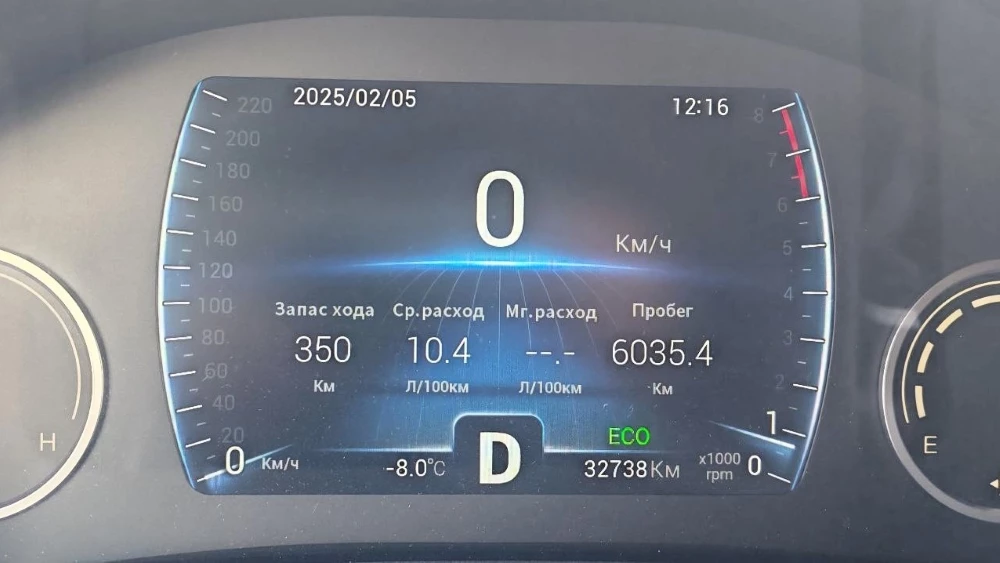 2025/02/05 12:16
220
200
180
160
140
120
100
80
60
40
20
0 Км/ч
8
7
6
5
4
3
2
1
x1000 rpm 0
0 Км/ч
Запас хода Ср.расход Мг.расход Пробег
350 10.4 --.- 6035.4
Км Л/100км Л/100км Км
ECO
-8.0°C D 32738 Км
H
E